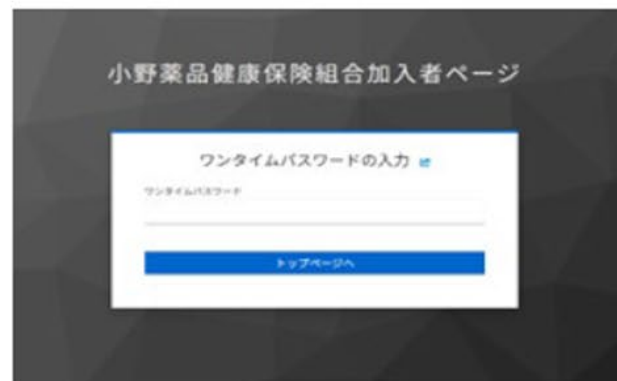 小野薬品健康保険組合加入者ページ
ワンタイムパスワードの入力
ワンタイムパスワード
トップページへ